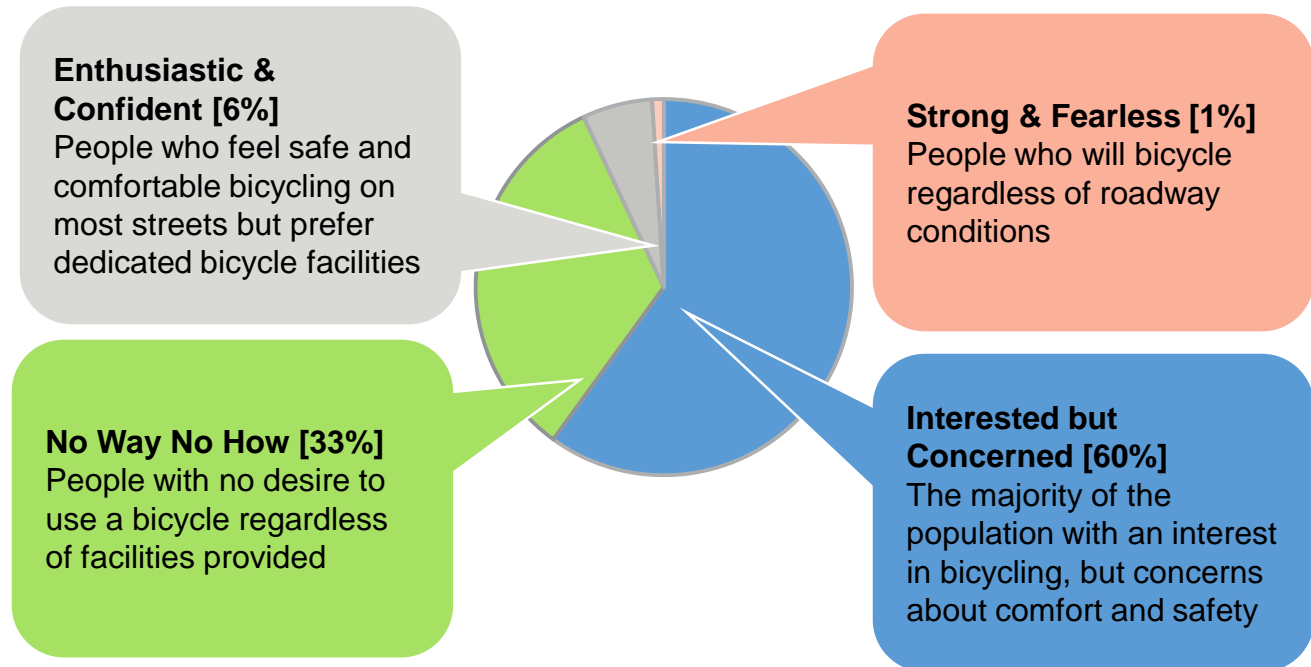 Enthusiastic &
Confident [6%]
People who feel safe and
comfortable bicycling on
most streets but prefer
dedicated bicycle facilities
Strong & Fearless [1%]
People who will bicycle
regardless of roadway
conditions
No Way No How [33%]
People with no desire to
use a bicycle regardless
of facilities provided
Interested but
Concerned [60%]
The majority of the
population with an interest
in bicycling, but concerns
about comfort and safety